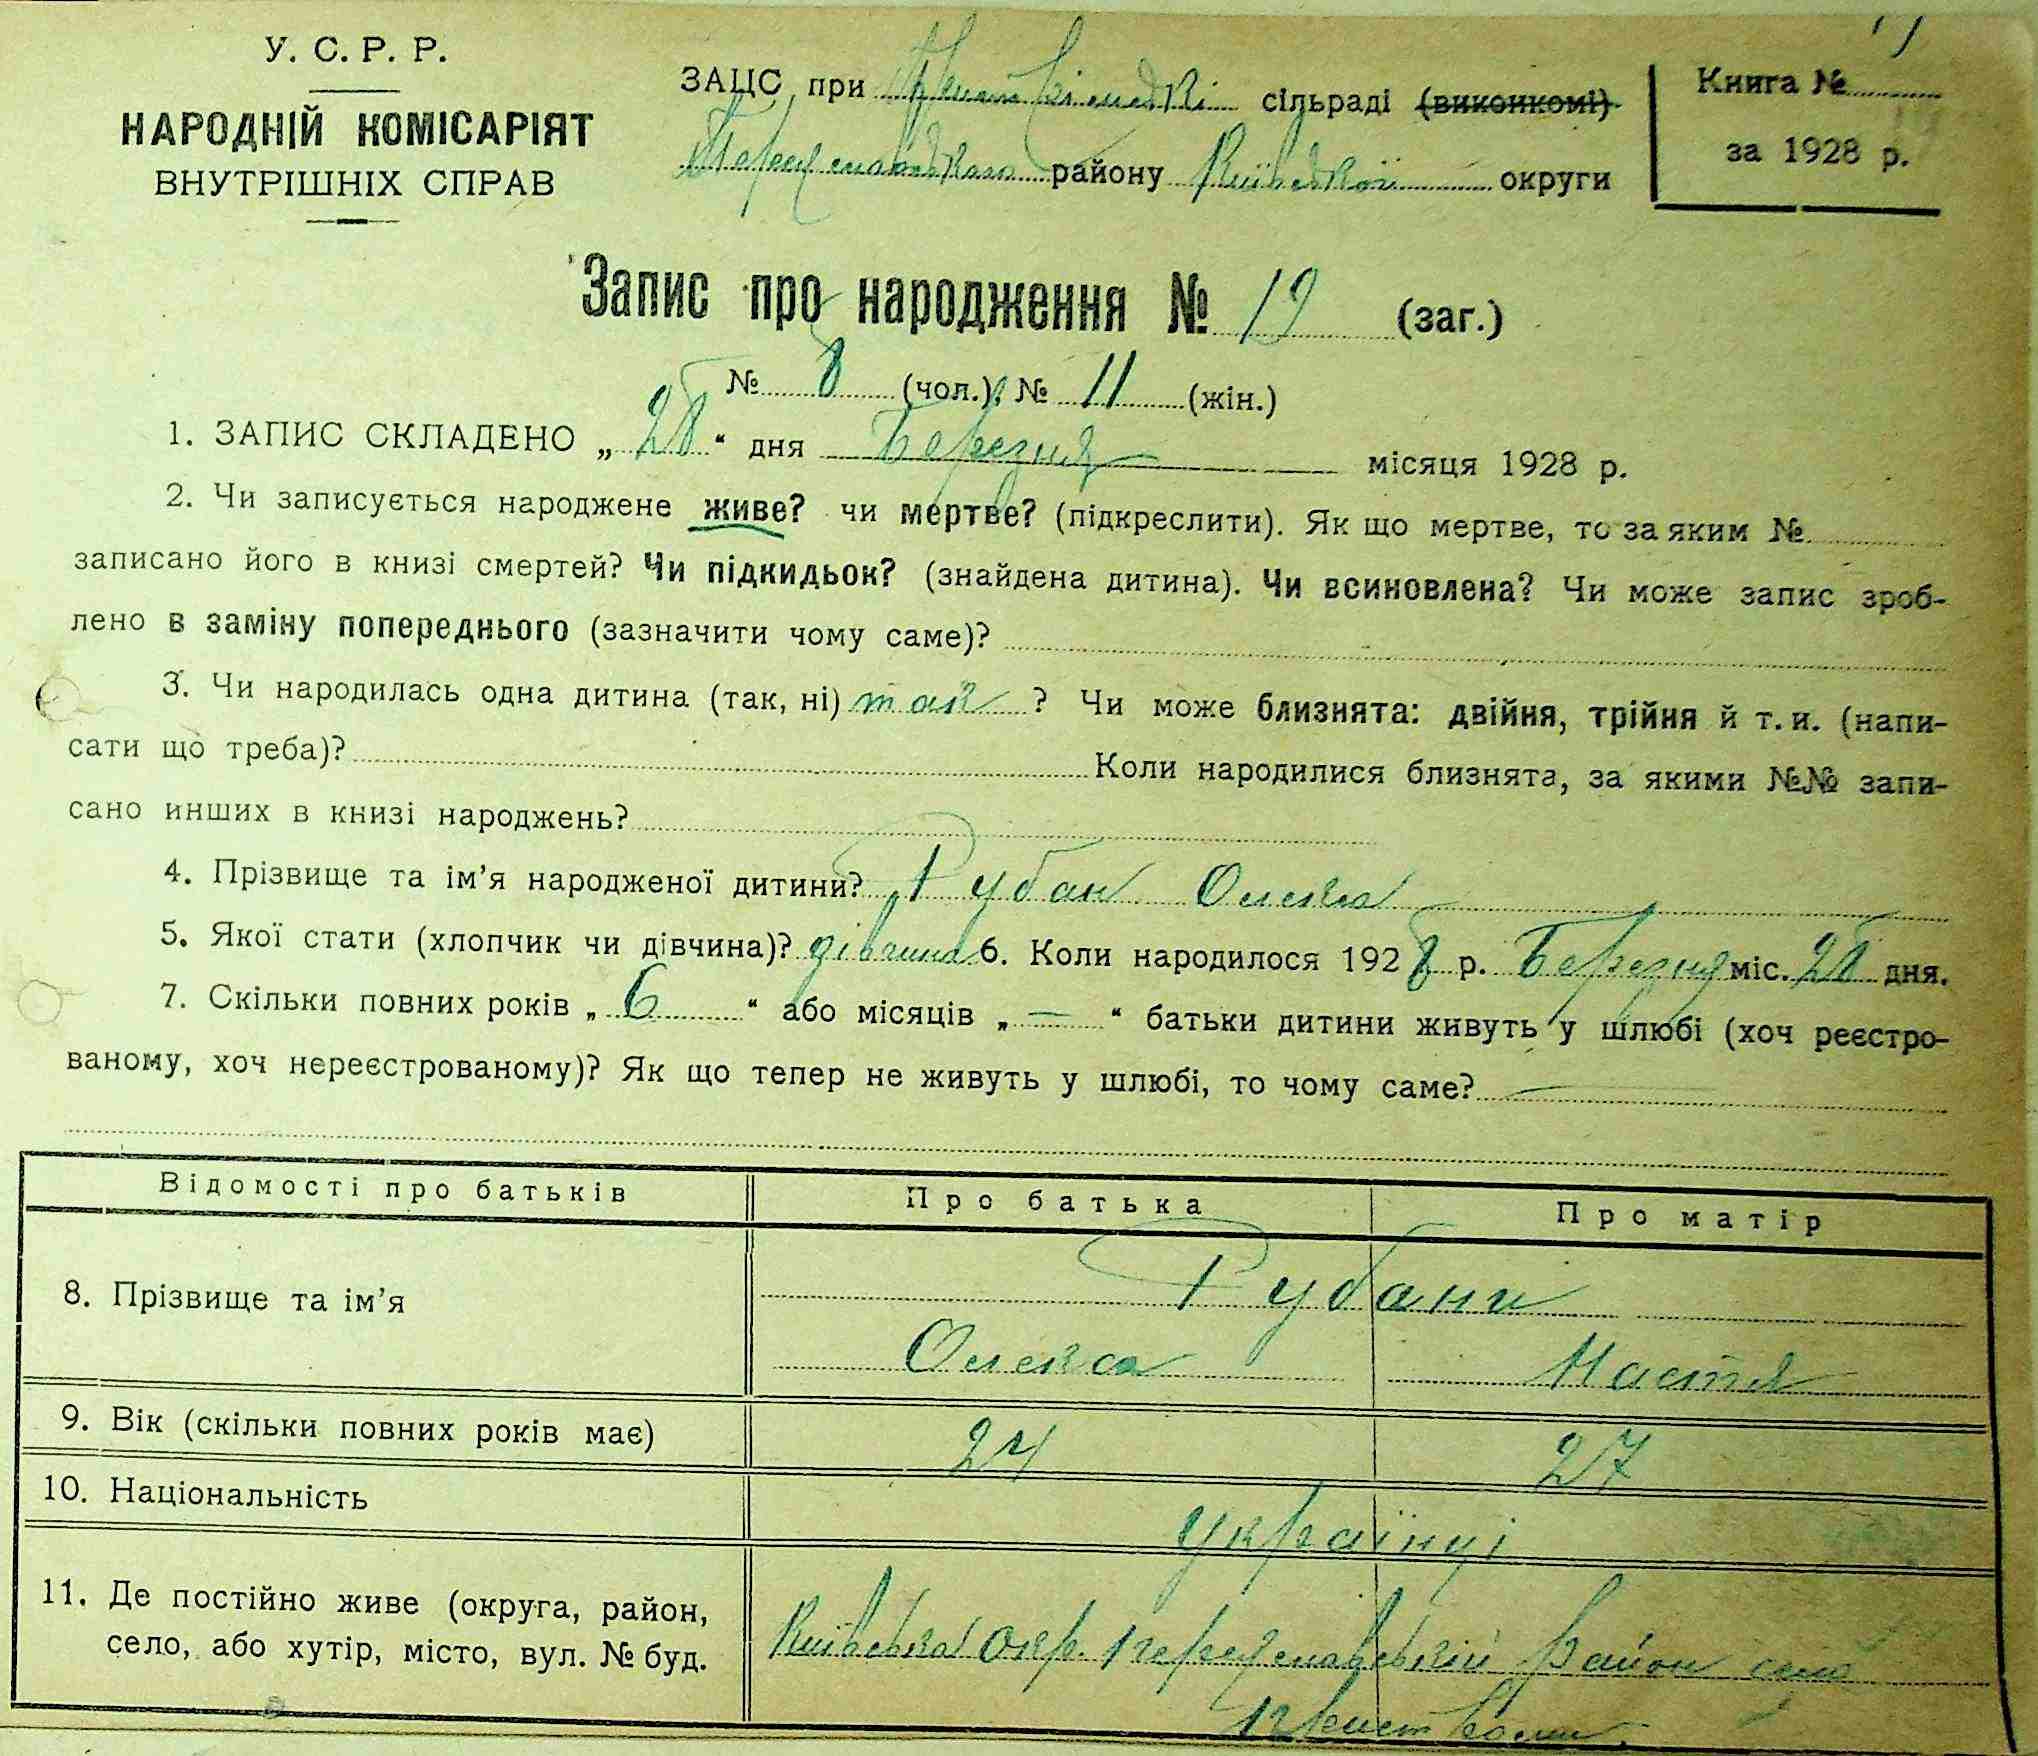 У. С. Р. Р.
НАРОДНІЙ КОМІСАРІЯТ
ВНУТРІШНІХ СПРАВ
ЗАЦС при сільраді (виконкомі)
Переяславського району Київської округи
Книга №
за 1928 р.
Запис про народження № 19 (заг.)
№ 8 (чол.) № 11 (жін.)
1. ЗАПИС СКЛАДЕНО „ 28 “ дня Березня місяця 1928 р.
2. Чи записується народжене живе? чи мертве? (підкреслити). Як що мертве, то за яким №
записано його в книзі смертей? Чи підкидьок? (знайдена дитина). Чи всиновлена? Чи може запис зроб-
лено в заміну попереднього (зазначити чому саме)?
3. Чи народилась одна дитина (так, ні) так ? Чи може близнята: двійня, трійня й т. и. (напи-
сати що треба)? Коли народилися близнята, за якими №№ запи-
сано инших в книзі народжень?
4. Прізвище та ім’я народженої дитини? Рубан
5. Якої стати (хлопчик чи дівчина)? дівчина 6. Коли народилося 1928 р. Березня міс. 28 дня.
7. Скільки повних років „ 6 “ або місяців „ — “ батьки дитини живуть у шлюбі (хоч реєстро-
ваному, хоч нереєстрованому)? Як що тепер не живуть у шлюбі, то чому саме? —
Відомості про батьків Про батька Про матір
8. Прізвище та ім’я Рубани
Олекса Настя
9. Вік (скільки повних років має) 24 27
10. Національність українці
11. Де постійно живе (округа, район, село, або хутір, місто, вул. № буд. Київська окр. Переяславський район село